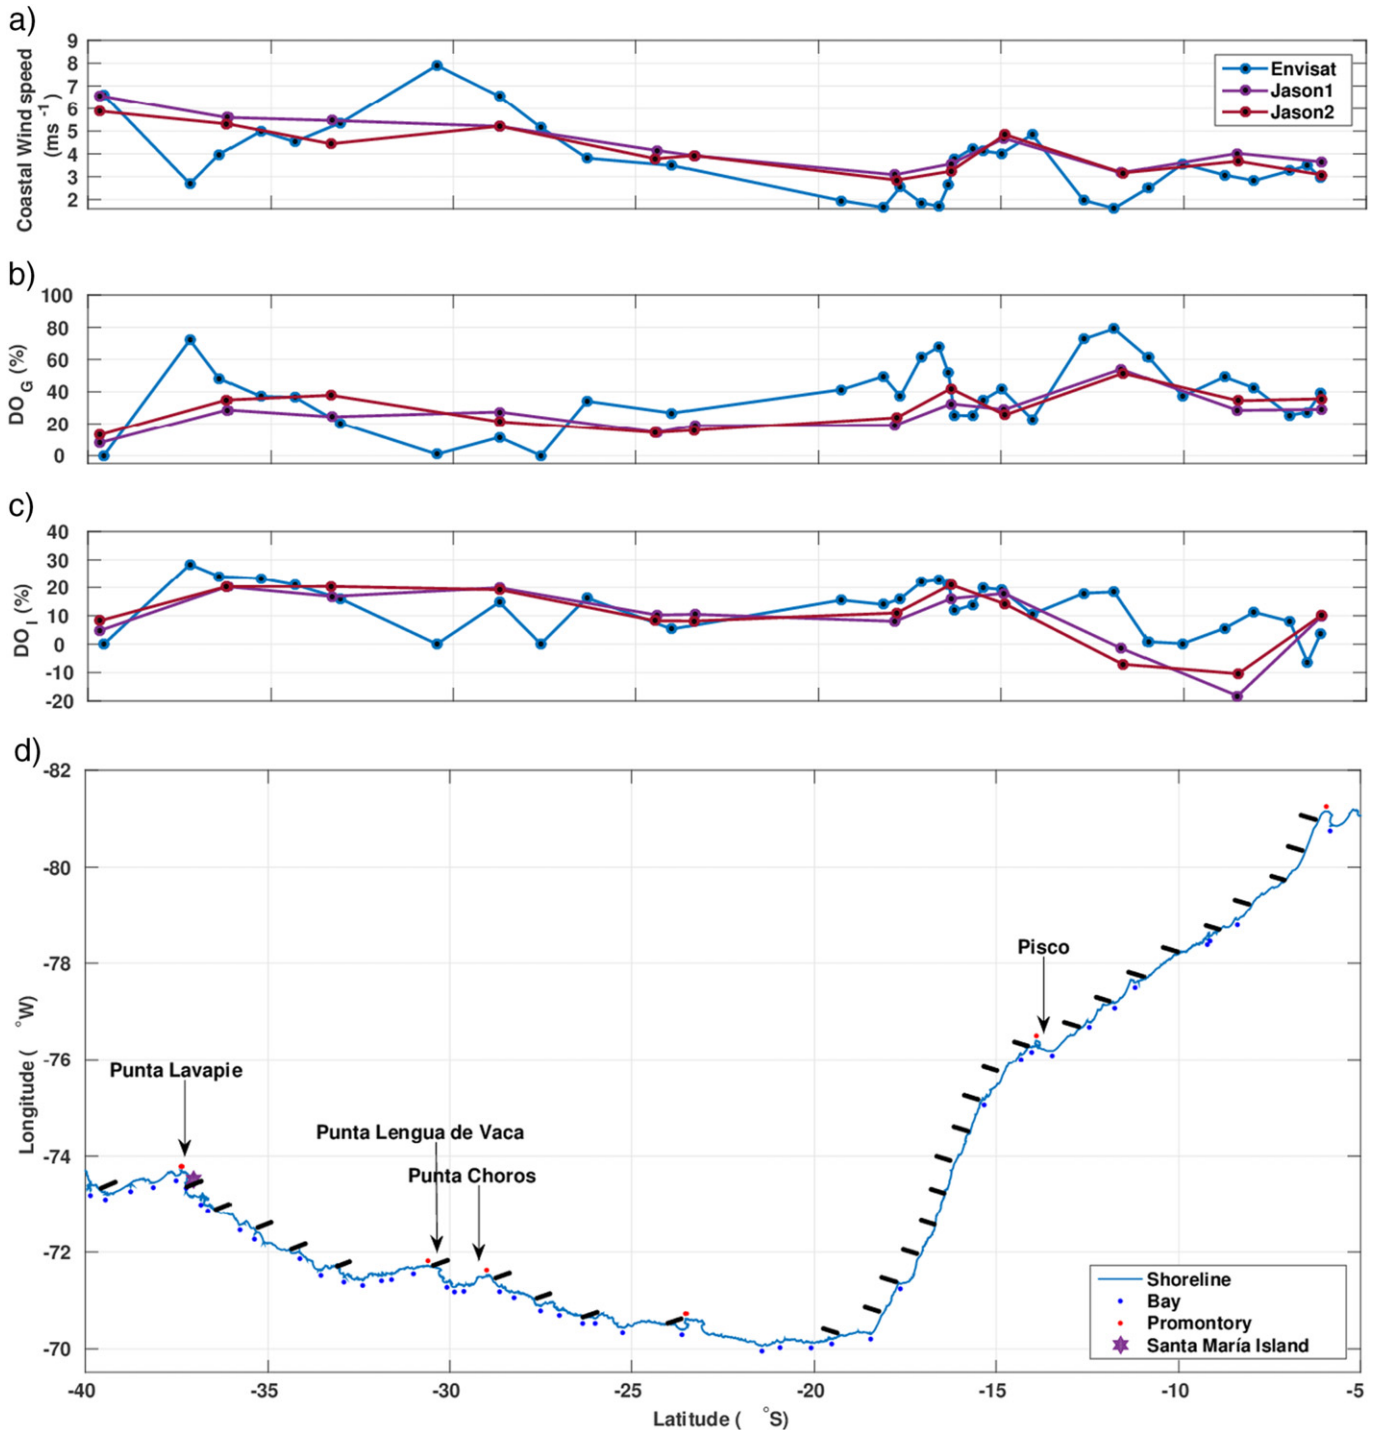 a)
Coastal Wind speed
(ms -1 )
9
8
7
6
5
4
3
2
Envisat
Jason1
Jason2
b)
DO G (%)
100
80
60
40
20
0
c)
DO I (%)
40
30
20
10
0
-10
-20
d)
Longitude ( °W)
-82
-80
-78
-76
-74
-72
-70
Pisco
Punta Lavapie
Punta Lengua de Vaca
Punta Choros
Shoreline
Bay
Promontory
Santa María Island
-40
-35
-30
-25
-20
-15
-10
-5
Latitude ( °S)